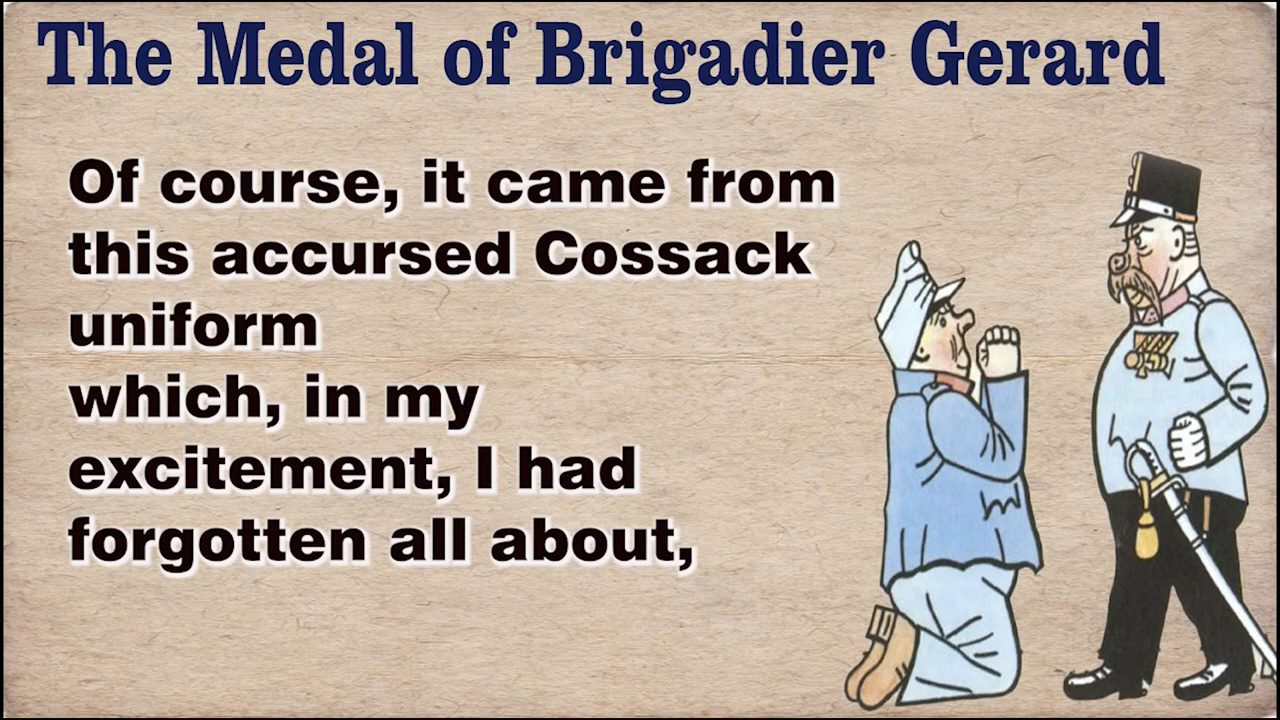 The Medal of Brigadier Gerard
Of course, it came from
this accursed Cossack
uniform
which, in my
excitement, I had
forgotten all about,